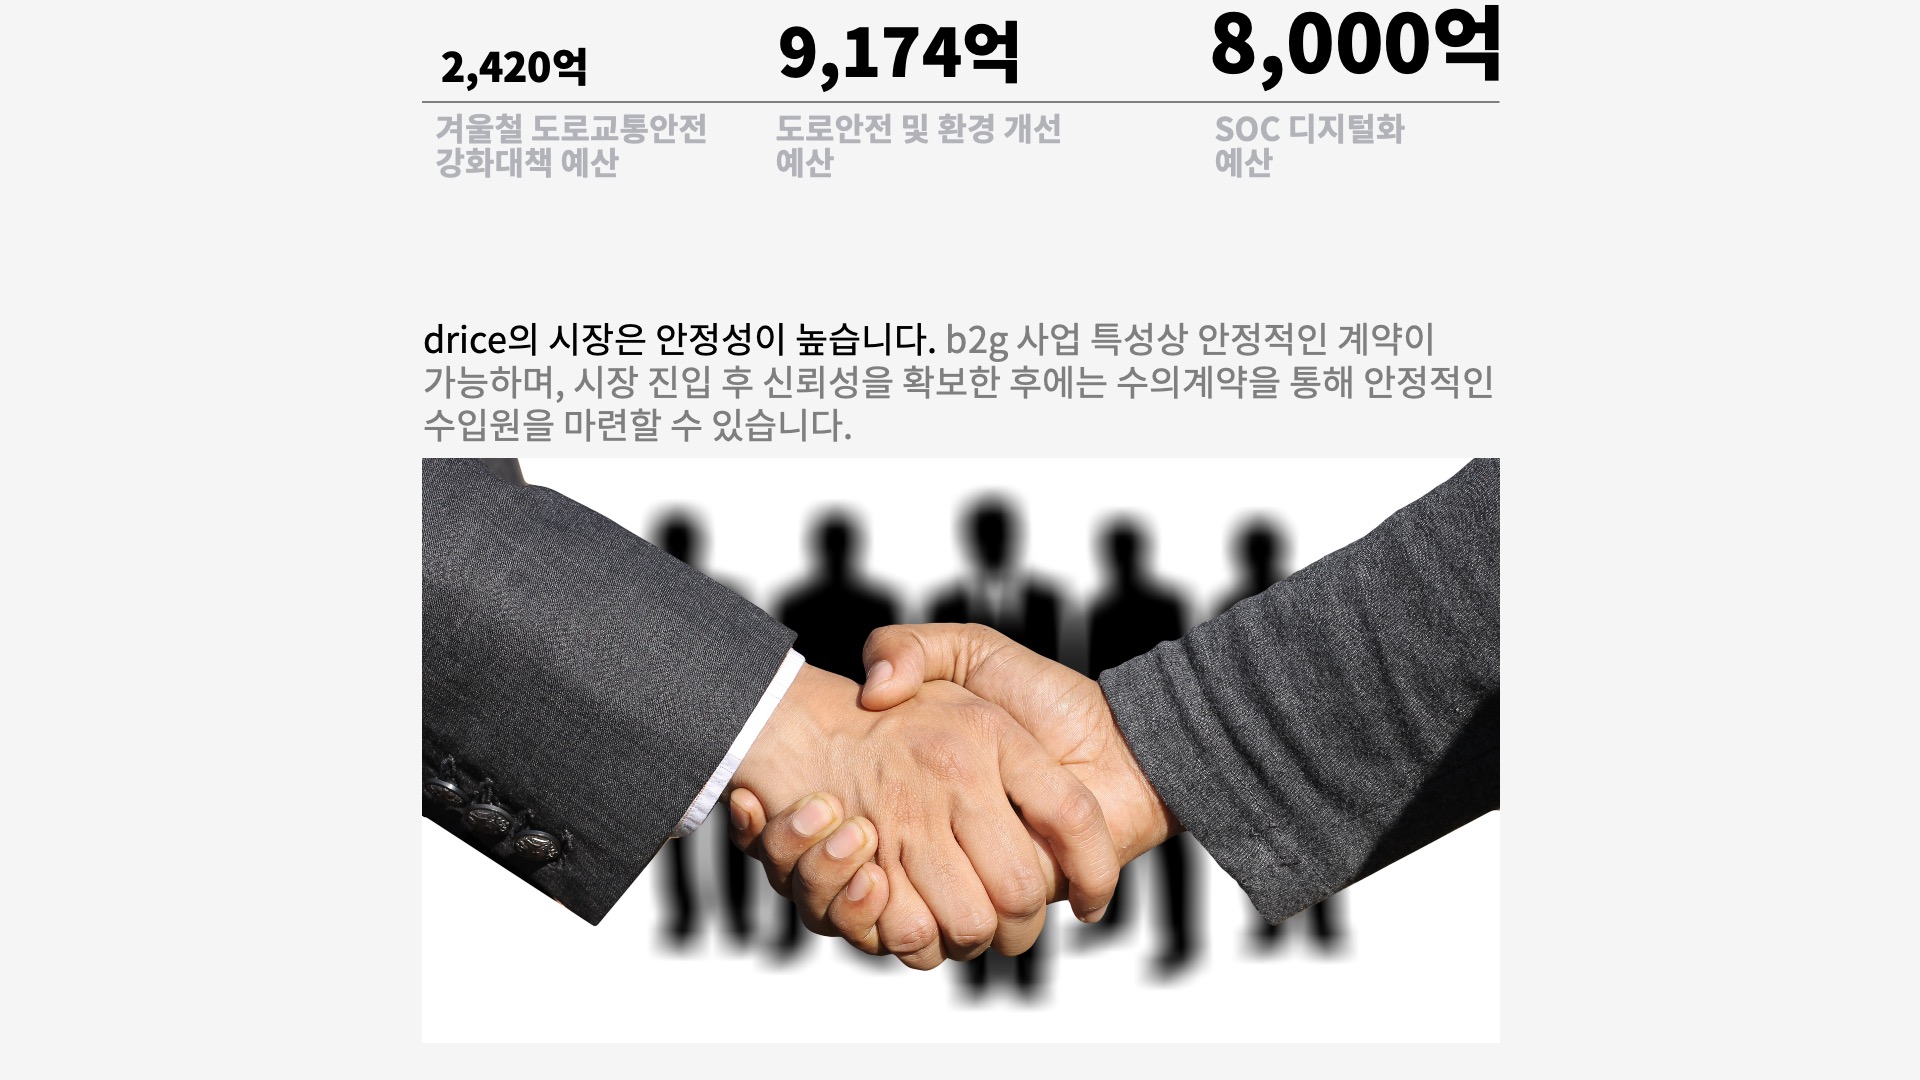 2,420억
9,174억
8,000억
겨울철 도로교통안전
강화대책 예산
도로안전 및 환경 개선
예산
SOC 디지털화
예산
drice의 시장은 안정성이 높습니다. b2g 사업 특성상 안정적인 계약이
가능하며, 시장 진입 후 신뢰성을 확보한 후에는 수의계약을 통해 안정적인
수입원을 마련할 수 있습니다.